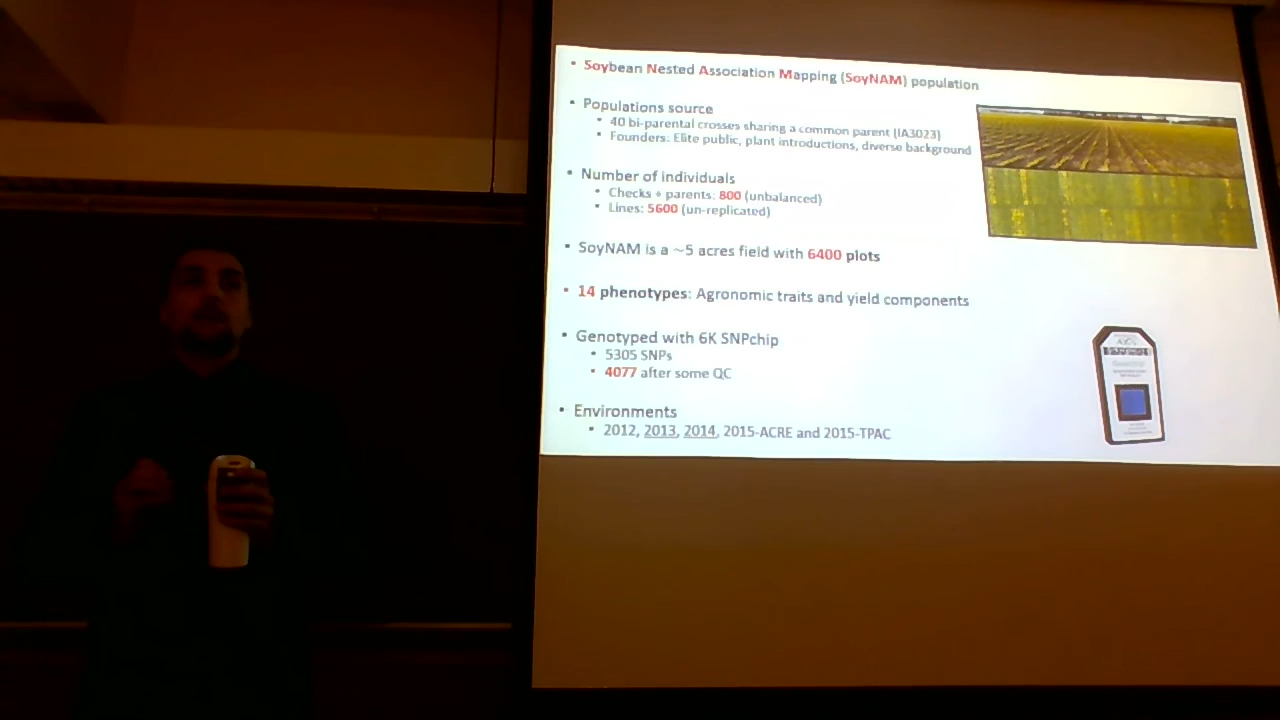 • Soybean Nested Association Mapping (SoyNAM) population
• Populations source
• 40 bi-parental crosses sharing a common parent (IA3023)
• Founders: Elite public, plant introductions, diverse background
• Number of individuals
• Checks + parents: 800 (unbalanced)
• Lines: 5600 (un-replicated)
• SoyNAM is a ~5 acres field with 6400 plots
• 14 phenotypes: Agronomic traits and yield components
• Genotyped with 6K SNPchip
• 5305 SNPs
• 4077 after some QC
• Environments
• 2012, 2013, 2014, 2015-ACRE and 2015-TPAC